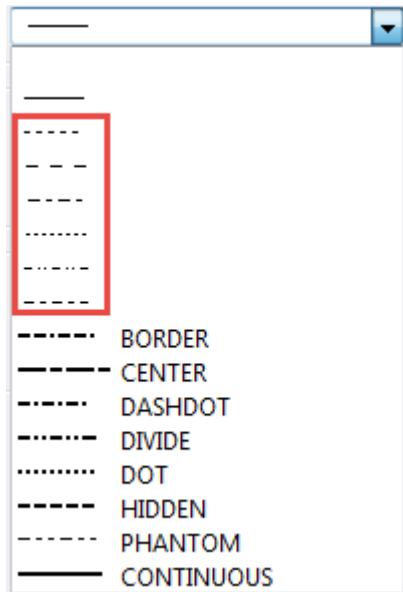 BORDER
CENTER
DASHDOT
DIVIDE
DOT
HIDDEN
PHANTOM
CONTINUOUS